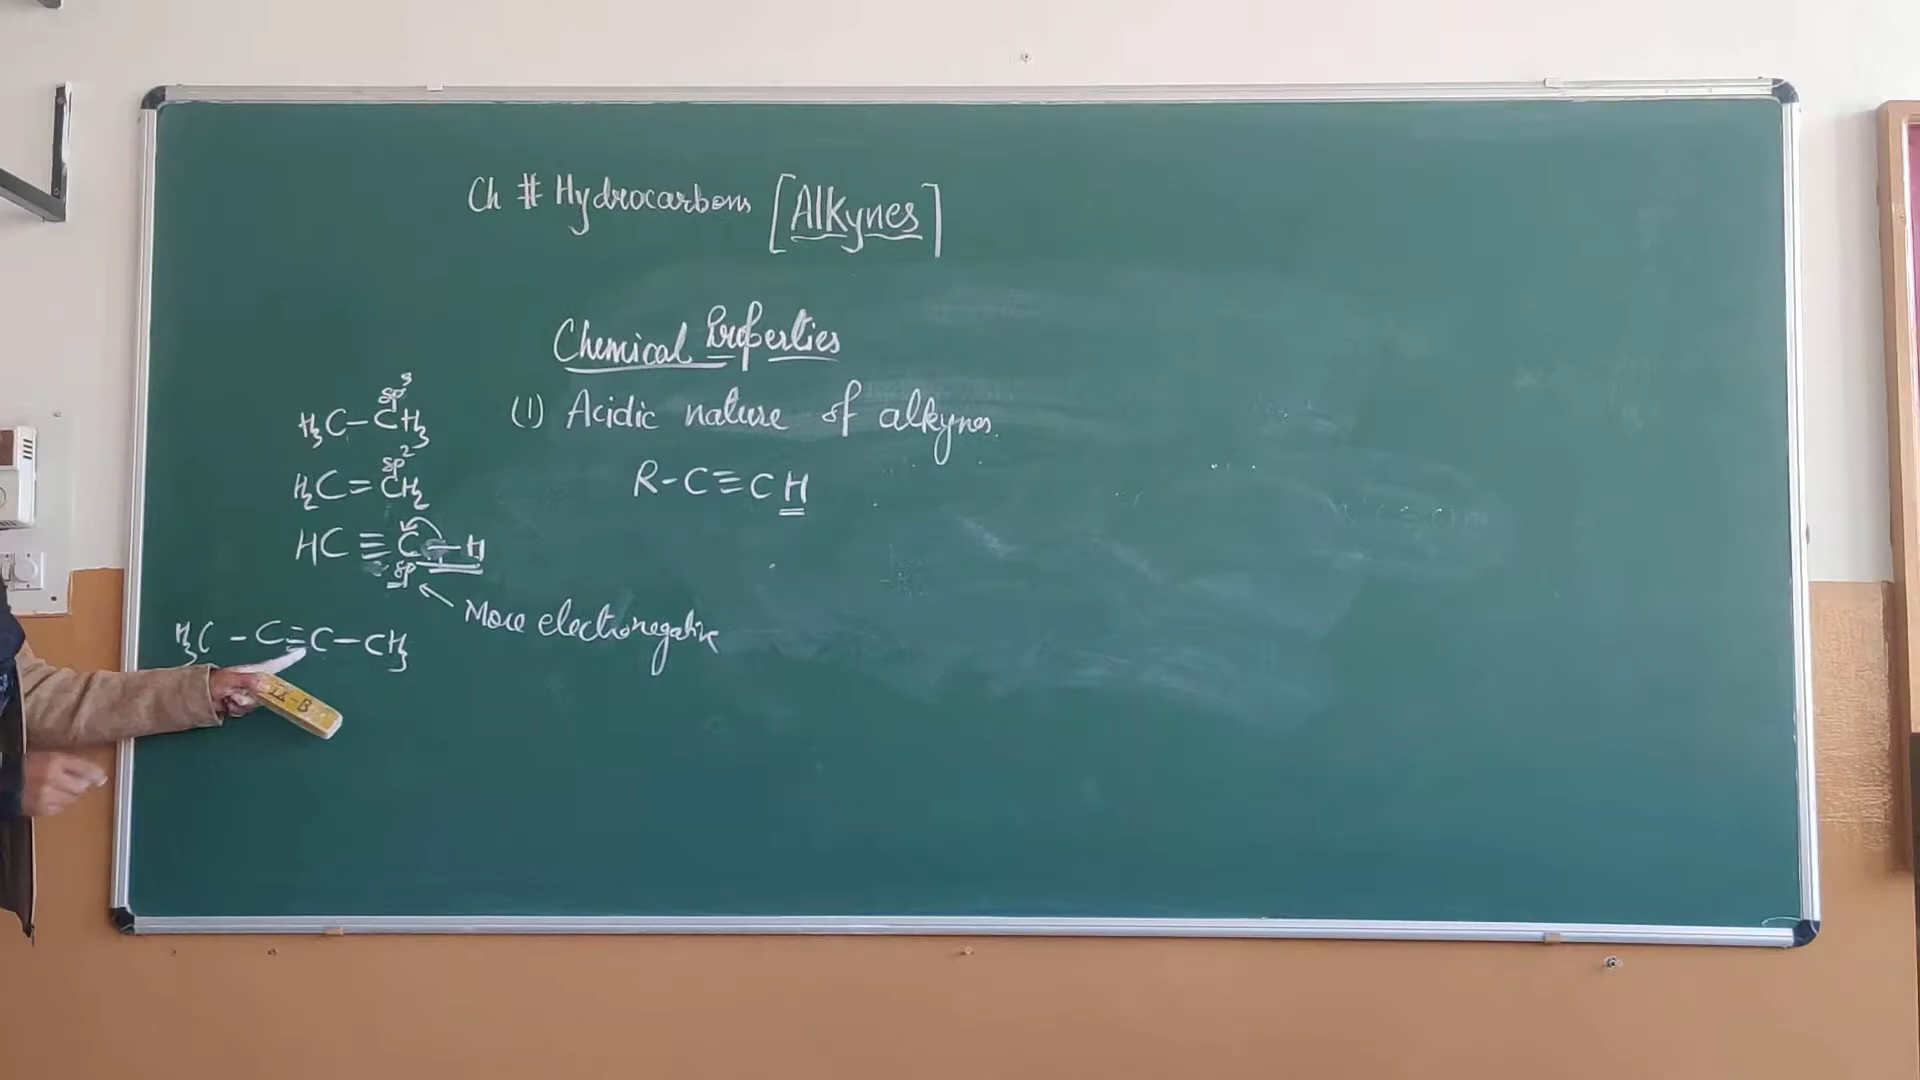 Ch # Hydrocarbons [Alkynes]
Chemical Properties
(1) Acidic nature of alkynes.
R-C≡CH
sp³
H₃C-CH₃
sp²
H₂C=CH₂
HC≡C-H
sp
More electronegative
H₃C-C≡C-CH₃
IX-B